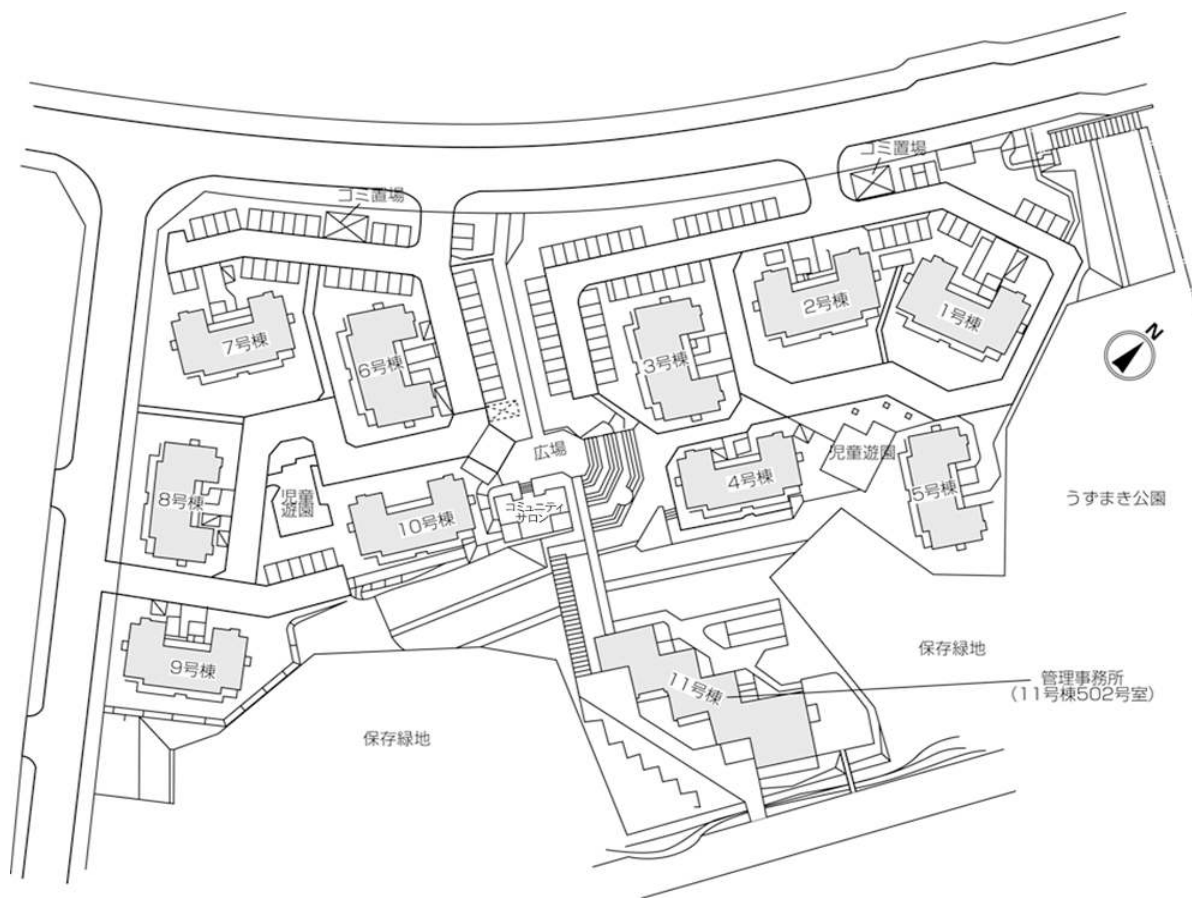 ゴミ置場
ゴミ置場
7号棟
6号棟
3号棟
2号棟
1号棟
N
8号棟
児童
遊園
10号棟
広場
コミュニティ
サロン
4号棟
児童遊園
5号棟
うずまき公園
9号棟
保存緑地
11号棟
保存緑地
管理事務所
(11号棟502号室)